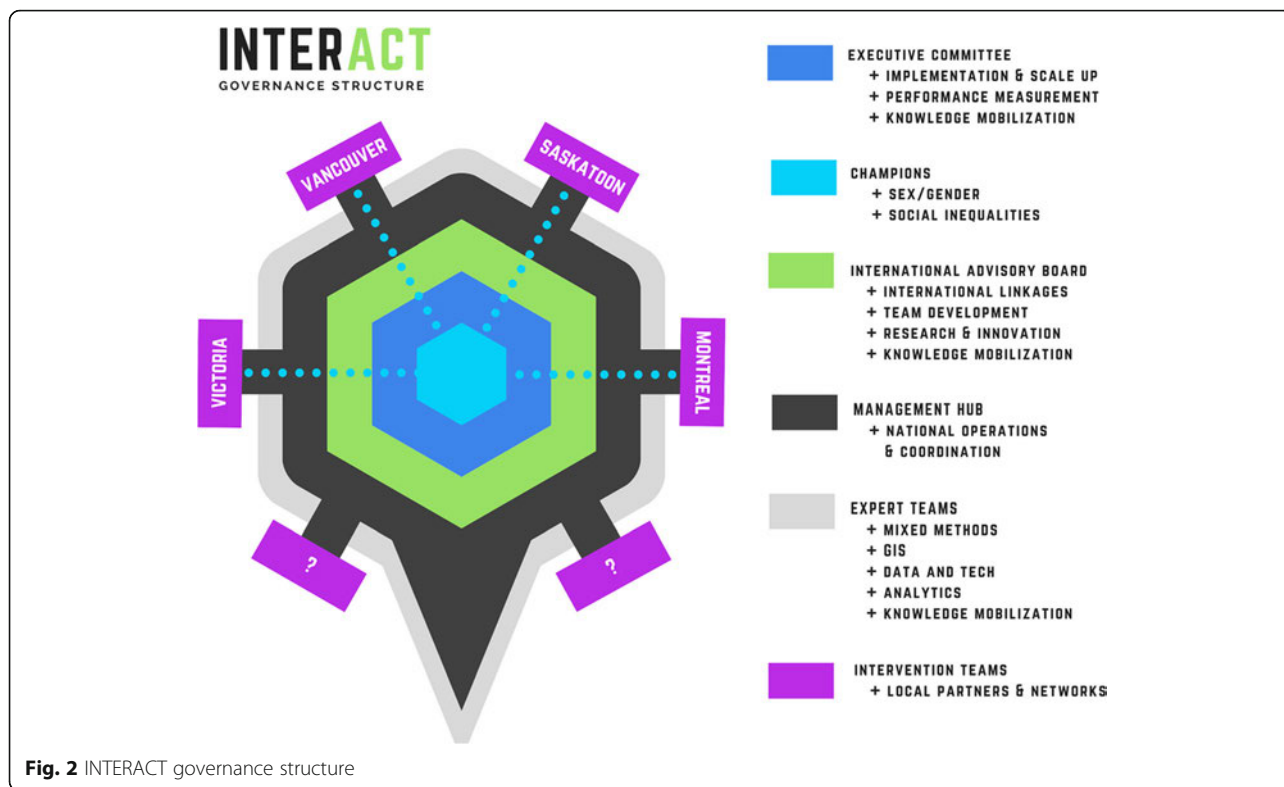 INTERACT
GOVERNANCE STRUCTURE
VANCOUVER
SASKATOON
VICTORIA
MONTREAL
?
?
EXECUTIVE COMMITTEE
+ IMPLEMENTATION & SCALE UP
+ PERFORMANCE MEASUREMENT
+ KNOWLEDGE MOBILIZATION
CHAMPIONS
+ SEX/GENDER
+ SOCIAL INEQUALITIES
INTERNATIONAL ADVISORY BOARD
+ INTERNATIONAL LINKAGES
+ TEAM DEVELOPMENT
+ RESEARCH & INNOVATION
+ KNOWLEDGE MOBILIZATION
MANAGEMENT HUB
+ NATIONAL OPERATIONS
& COORDINATION
EXPERT TEAMS
+ MIXED METHODS
+ GIS
+ DATA AND TECH
+ ANALYTICS
+ KNOWLEDGE MOBILIZATION
INTERVENTION TEAMS
+ LOCAL PARTNERS & NETWORKS
Fig. 2 INTERACT governance structure